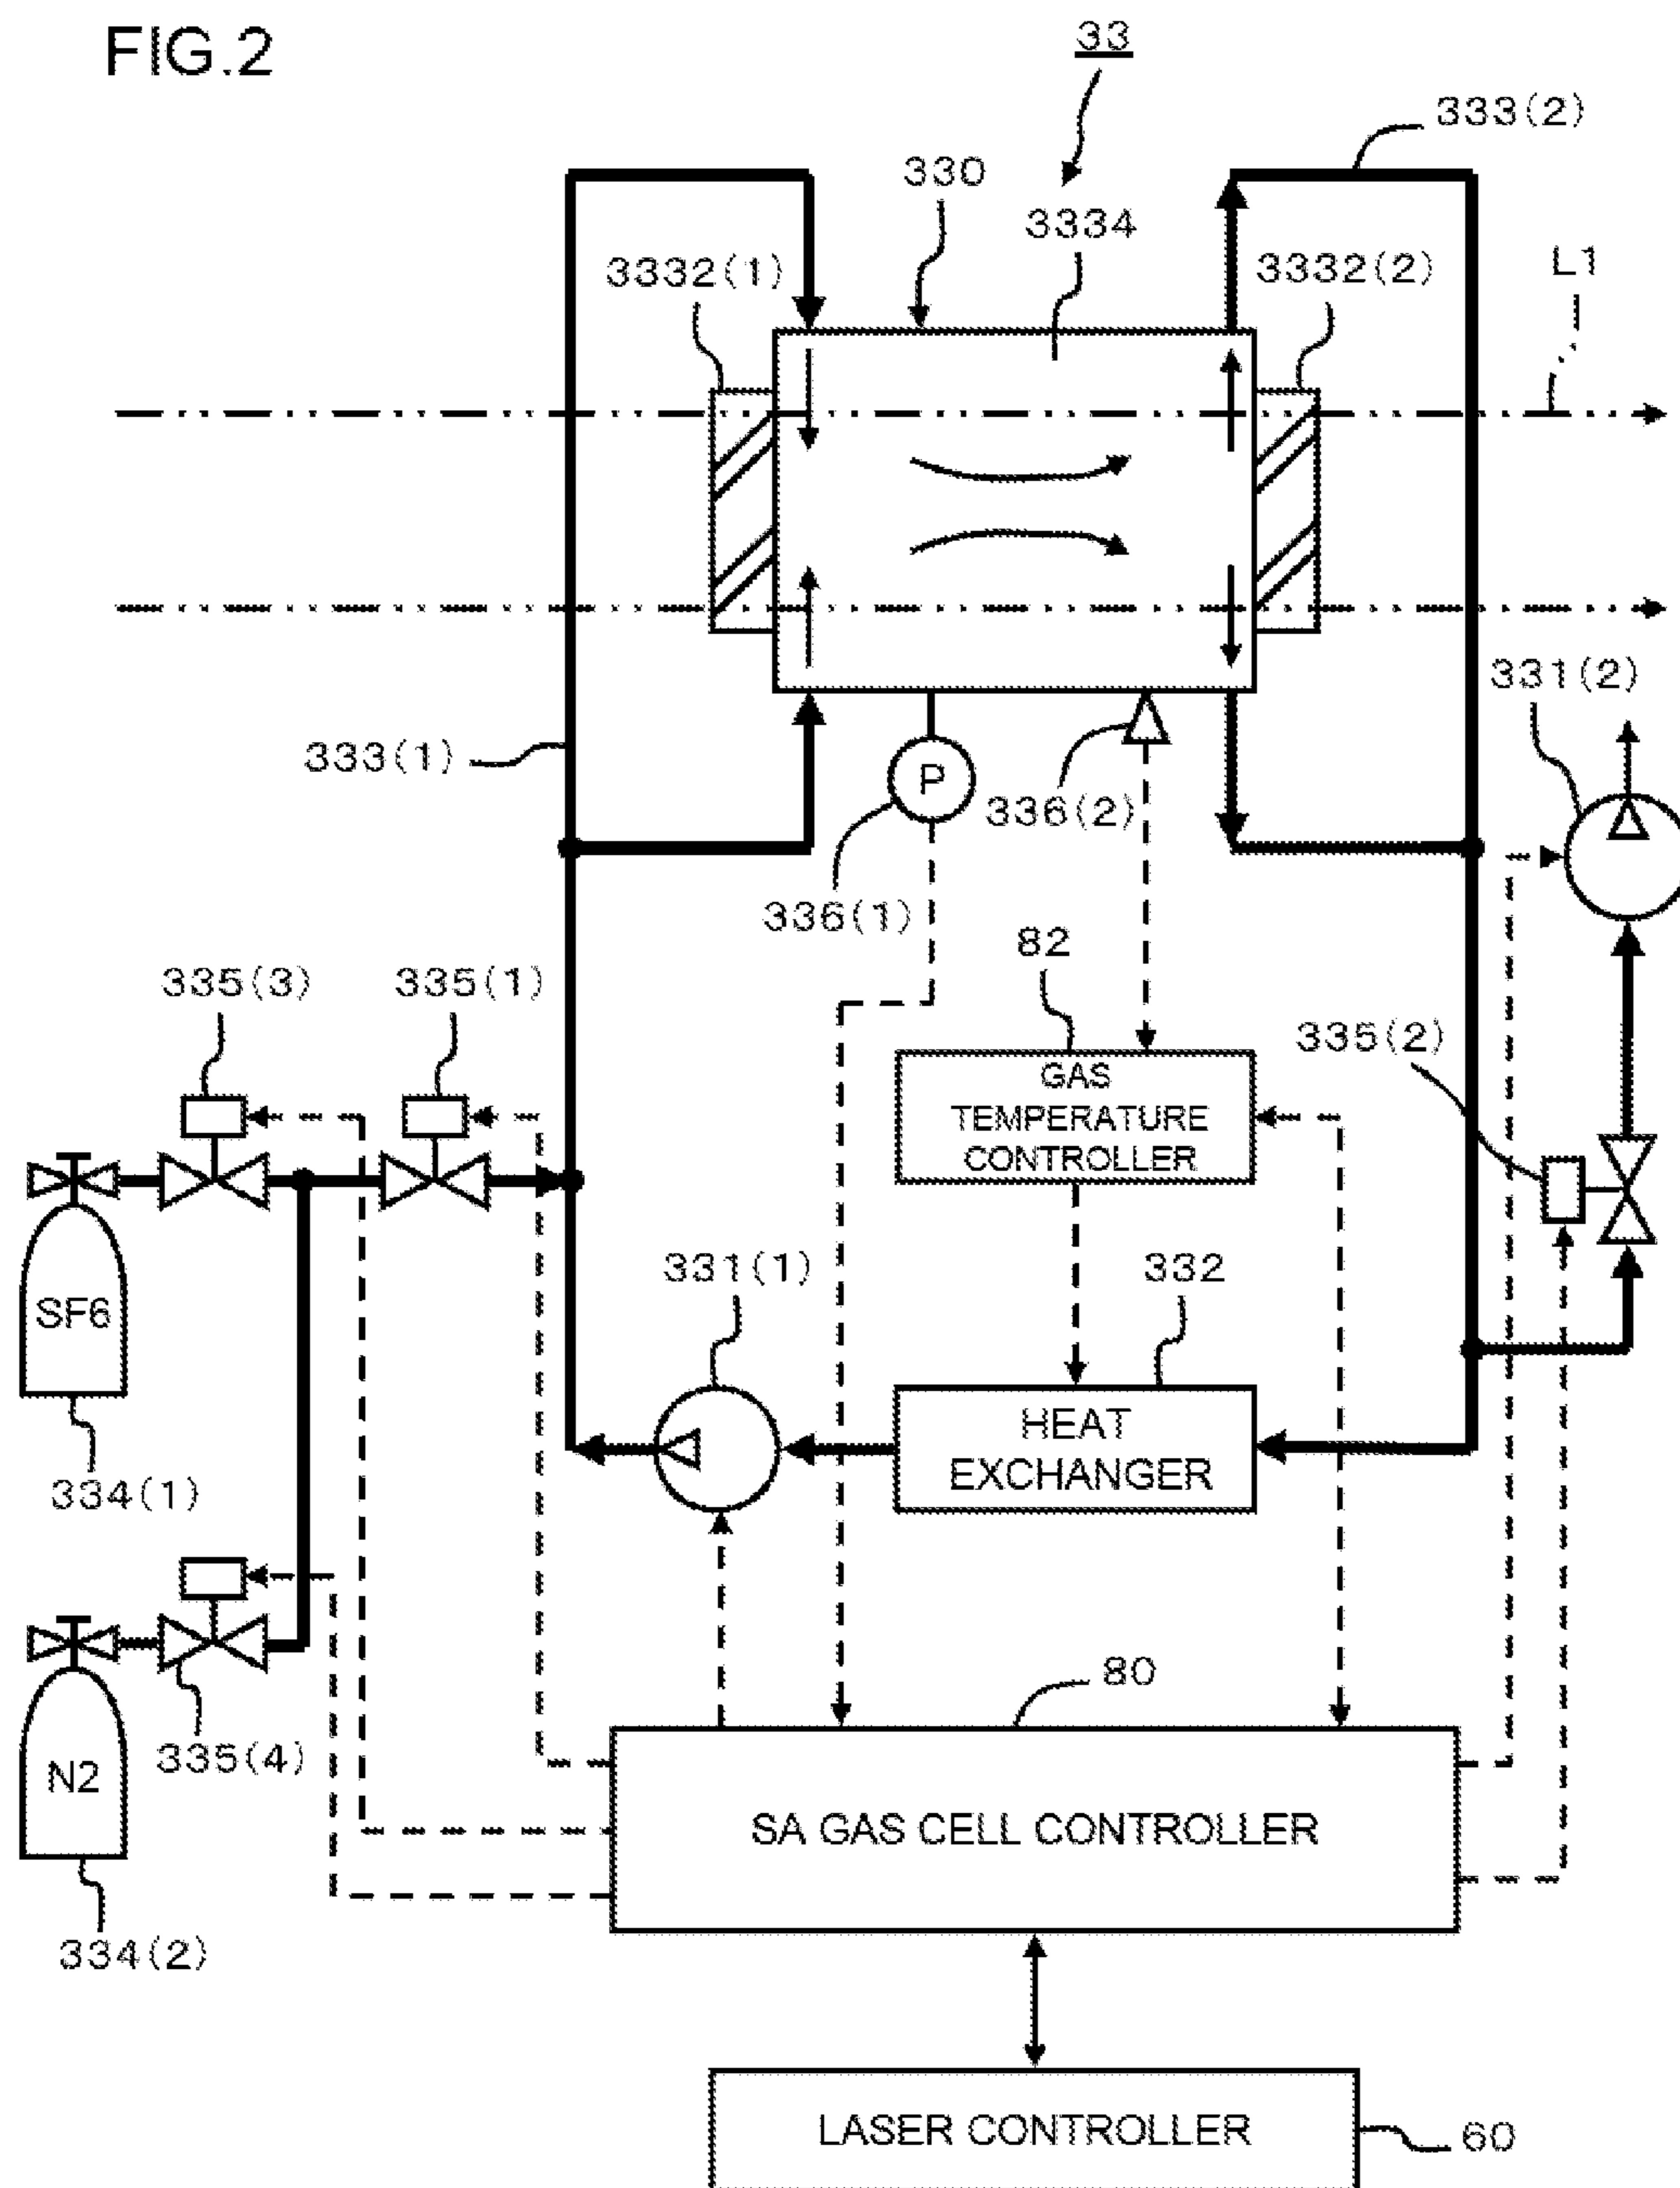 FIG.2
33
333(2)
330
3334
3332(1)
3332(2)
L1
331(2)
333(1)
P
336(2)
336(1)
82
335(3)
335(1)
335(2)
GAS
TEMPERATURE
CONTROLLER
331(1)
332
SF6
HEAT
EXCHANGER
334(1)
80
N2
335(4)
SA GAS CELL CONTROLLER
334(2)
LASER CONTROLLER
60